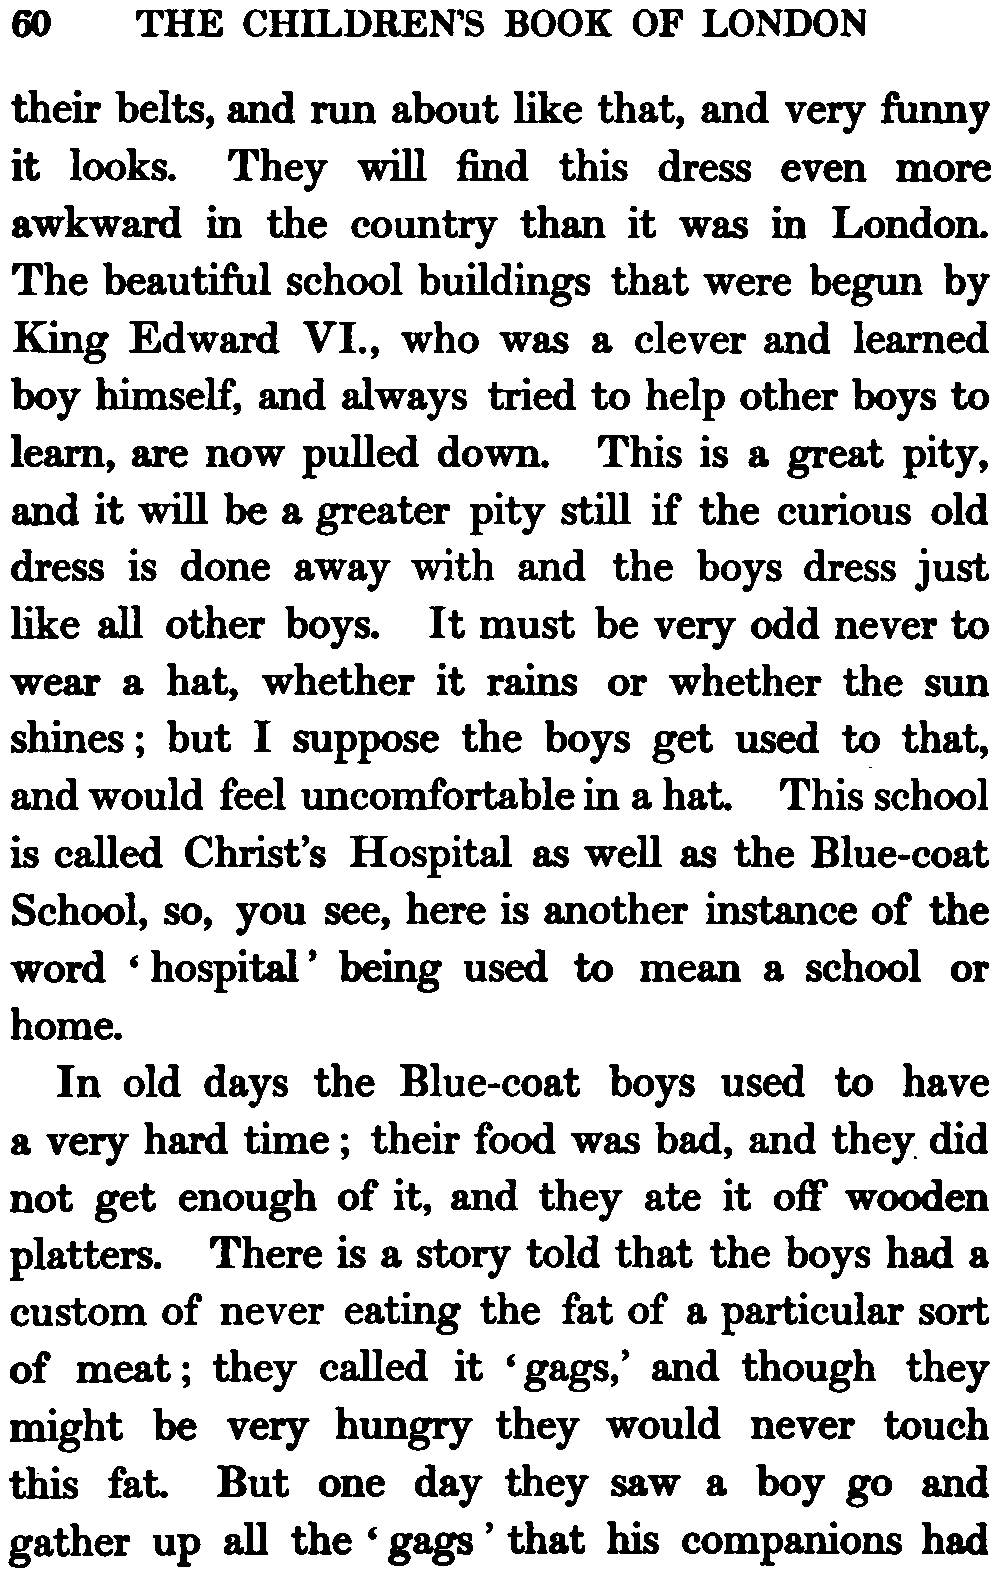 60 THE CHILDREN'S BOOK OF LONDON
their belts, and run about like that, and very funny
it looks. They will find this dress even more
awkward in the country than it was in London.
The beautiful school buildings that were begun by
King Edward VI., who was a clever and learned
boy himself, and always tried to help other boys to
learn, are now pulled down. This is a great pity,
and it will be a greater pity still if the curious old
dress is done away with and the boys dress just
like all other boys. It must be very odd never to
wear a hat, whether it rains or whether the sun
shines; but I suppose the boys get used to that,
and would feel uncomfortable in a hat. This school
is called Christ's Hospital as well as the Blue-coat
School, so, you see, here is another instance of the
word 'hospital' being used to mean a school or
home.
In old days the Blue-coat boys used to have
a very hard time; their food was bad, and they did
not get enough of it, and they ate it off wooden
platters. There is a story told that the boys had a
custom of never eating the fat of a particular sort
of meat; they called it 'gags,' and though they
might be very hungry they would never touch
this fat. But one day they saw a boy go and
gather up all the 'gags' that his companions had